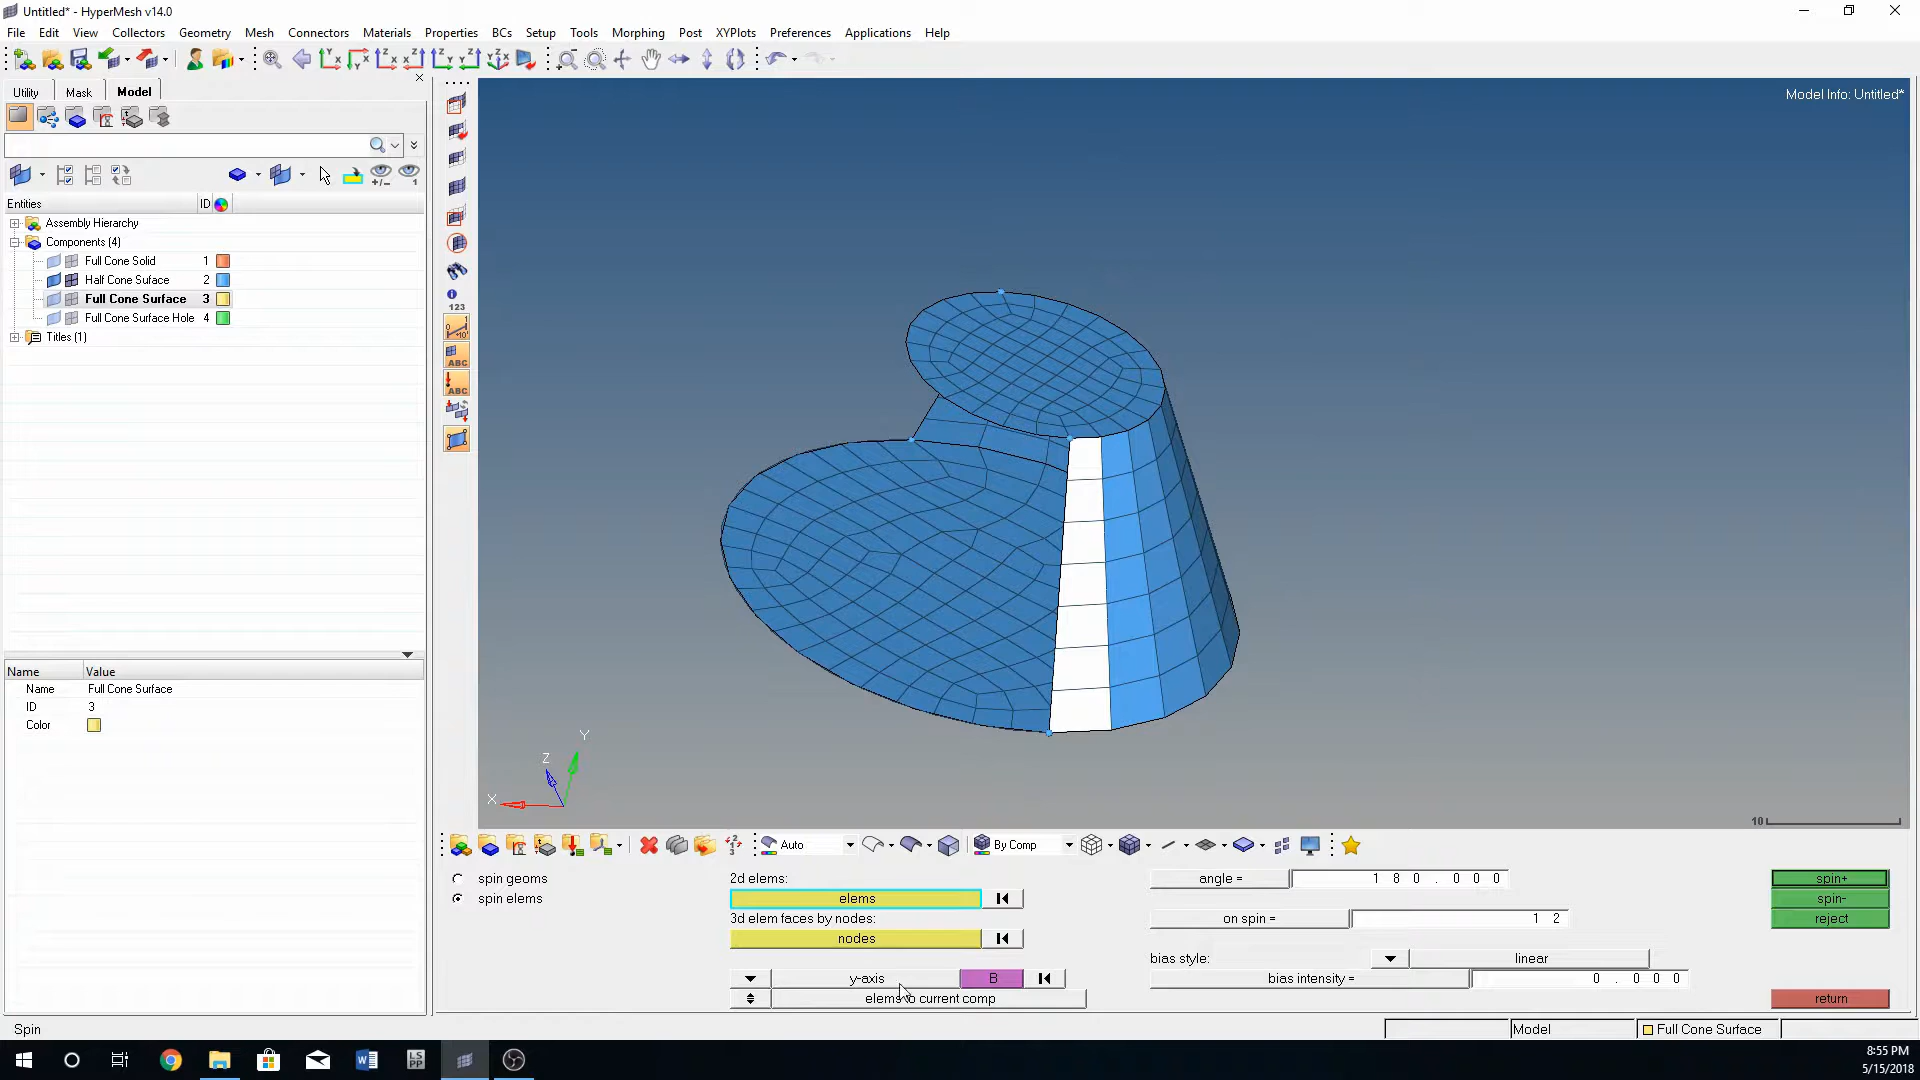 Untitled* - HyperMesh v14.0
File Edit View Collectors Geometry Mesh Connectors Materials Properties BCs Setup Tools Morphing Post XYPlots Preferences Applications Help
Utility Mask Model
Model Info: Untitled*
Entities ID
Assembly Hierarchy
Components (4)
Full Cone Solid 1
Half Cone Suface 2
Full Cone Surface 3
Full Cone Surface Hole 4
Titles (1)
123
ABC
ABC
Name Value
Name Full Cone Surface
ID 3
Color
Y
Z
X
10
Auto
By Comp
spin geoms
spin elems
2d elems:
elems
3d elem faces by nodes:
nodes
y-axis B
elems to current comp
angle = 180.000
on spin = 12
bias style: linear
bias intensity = 0.000
spin+
spin-
reject
return
Spin
Model
Full Cone Surface
LS
PP
8:55 PM
5/15/2018